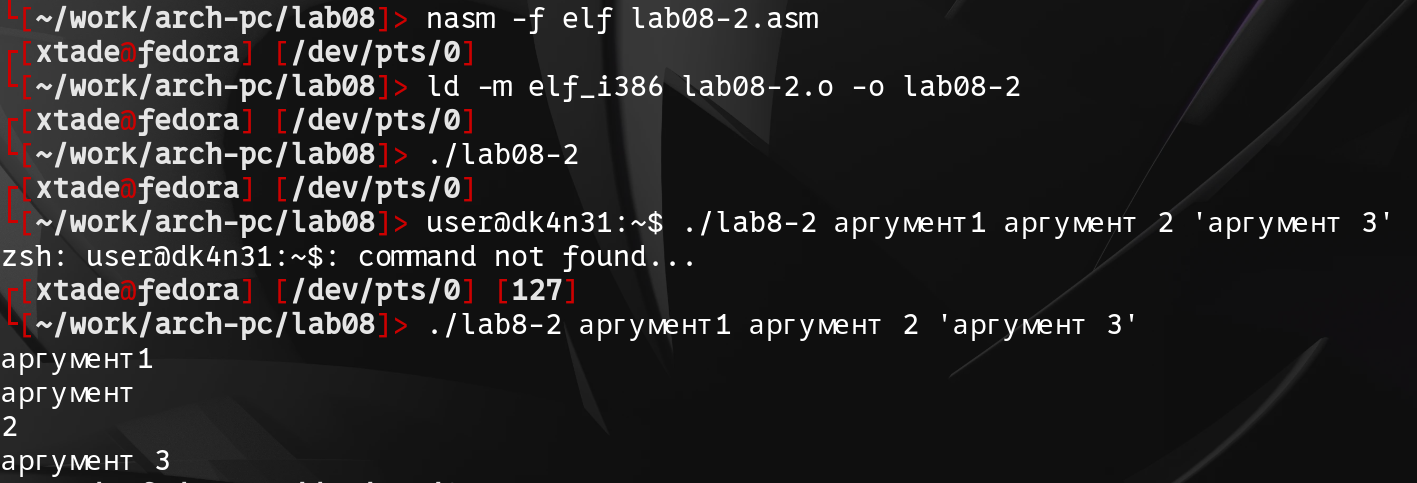 [~/work/arch-pc/lab08]> nasm -f elf lab08-2.asm
[xtade@fedora] [/dev/pts/0]
[~/work/arch-pc/lab08]> ld -m elf_i386 lab08-2.o -o lab08-2
[xtade@fedora] [/dev/pts/0]
[~/work/arch-pc/lab08]> ./lab08-2
[xtade@fedora] [/dev/pts/0]
[~/work/arch-pc/lab08]> user@dk4n31:~$ ./lab8-2 аргумент1 аргумент 2 'аргумент 3'
zsh: user@dk4n31:~$: command not found...
[xtade@fedora] [/dev/pts/0] [127]
[~/work/arch-pc/lab08]> ./lab8-2 аргумент1 аргумент 2 'аргумент 3'
аргумент1
аргумент
2
аргумент 3